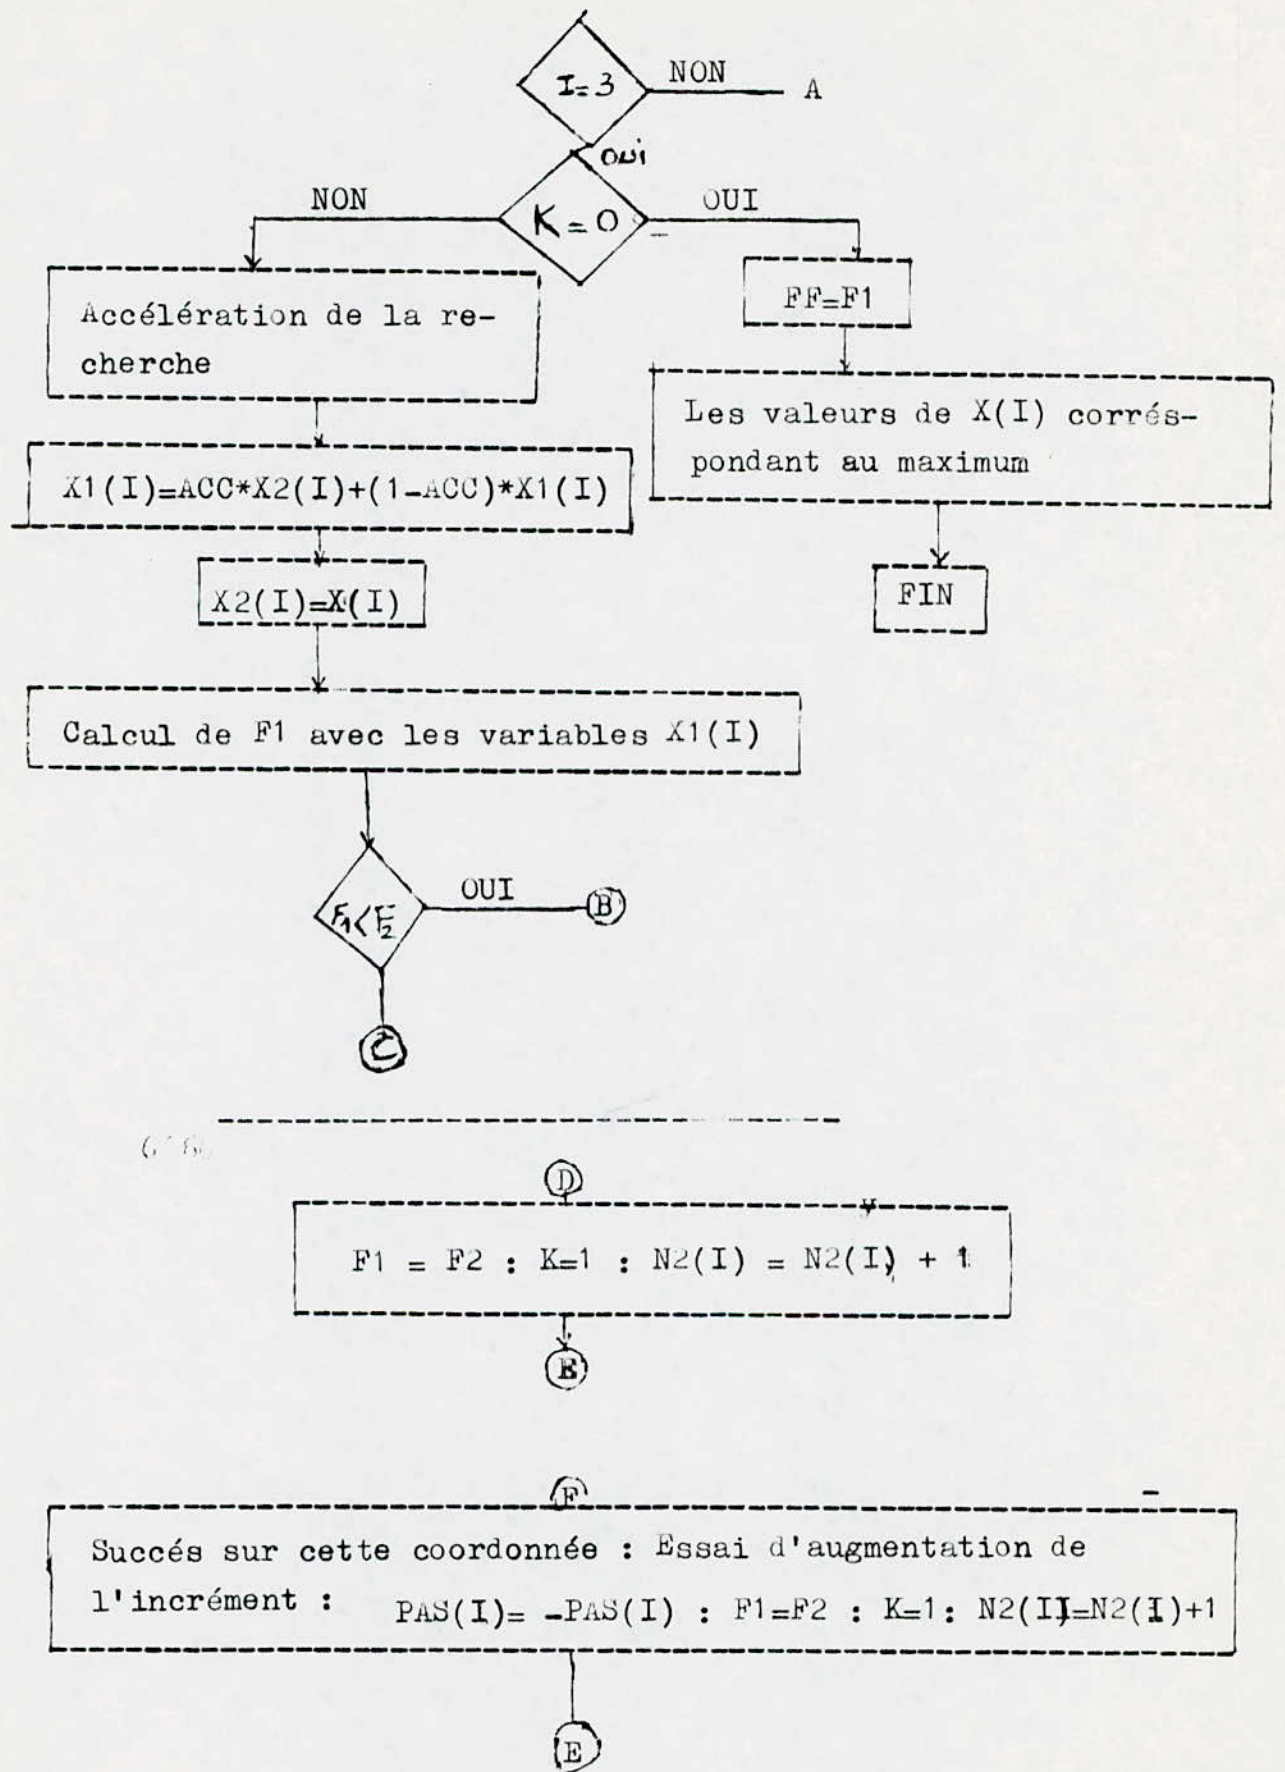 I=3
NON
A
oui
NON
K=0
OUI
Accélération de la re-
cherche
FF=F1
Les valeurs de X(I) corrés-
pondant au maximum
X1(I)=ACC*X2(I)+(1-ACC)*X1(I)
X2(I)=X(I)
FIN
Calcul de F1 avec les variables X1(I)
F1<F2
OUI
B
C
D
F1 = F2 : K=1 : N2(I) = N2(I) + 1
E
F
Succés sur cette coordonnée : Essai d'augmentation de
l'incrément : PAS(I)= -PAS(I) : F1=F2 : K=1: N2(I)=N2(I)+1
E